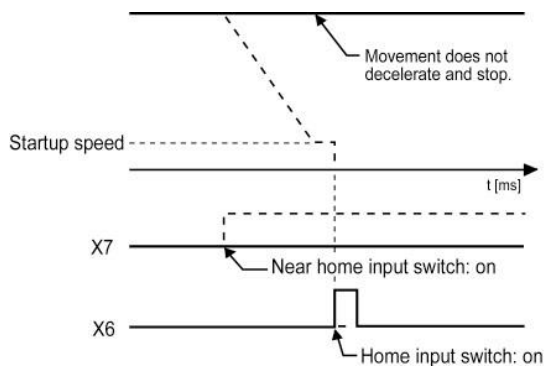 Movement does not
decelerate and stop.
Startup speed
t [ms]
X7
Near home input switch: on
X6
Home input switch: on